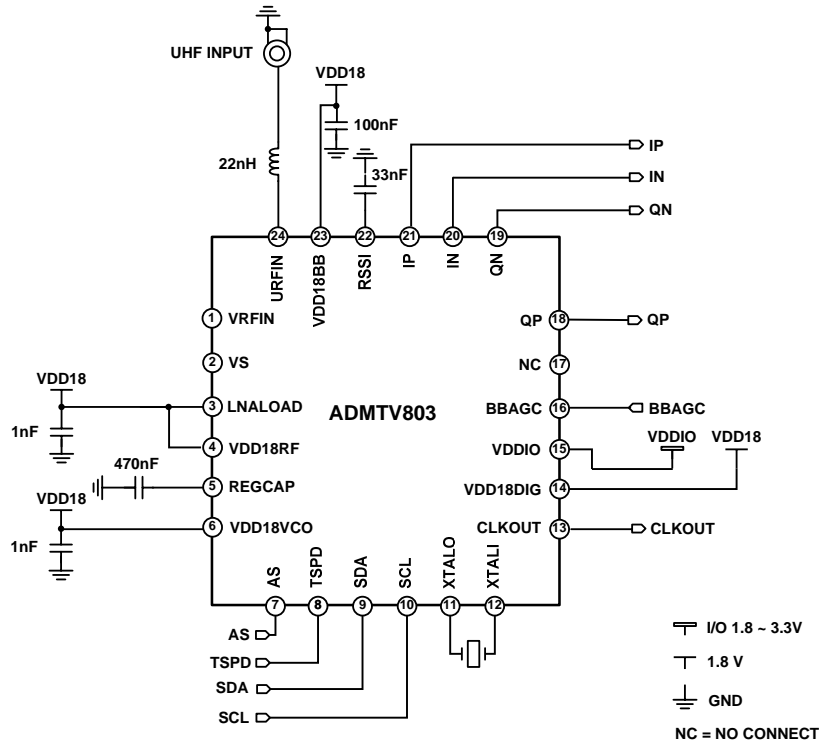 UHF INPUT
VDD18
100nF
22nH
33nF
IP
IN
QN
24
23
22
21
20
19
URFIN
VDD18BB
RSSI
IP
IN
QN
1
VRFIN
QP
18
QP
2
VS
NC
17
VDD18
3
LNALOAD
ADMTV803
BBAGC
16
BBAGC
1nF
4
VDD18RF
VDDIO
15
VDDIO
VDD18
470nF
5
REGCAP
VDD18DIG
14
VDD18
6
VDD18VCO
CLKOUT
13
CLKOUT
1nF
AS
TSPD
SDA
SCL
XTALO
XTALI
7
8
9
10
11
12
AS
TSPD
SDA
SCL
I/O 1.8 ~ 3.3V
1.8 V
GND
NC = NO CONNECT